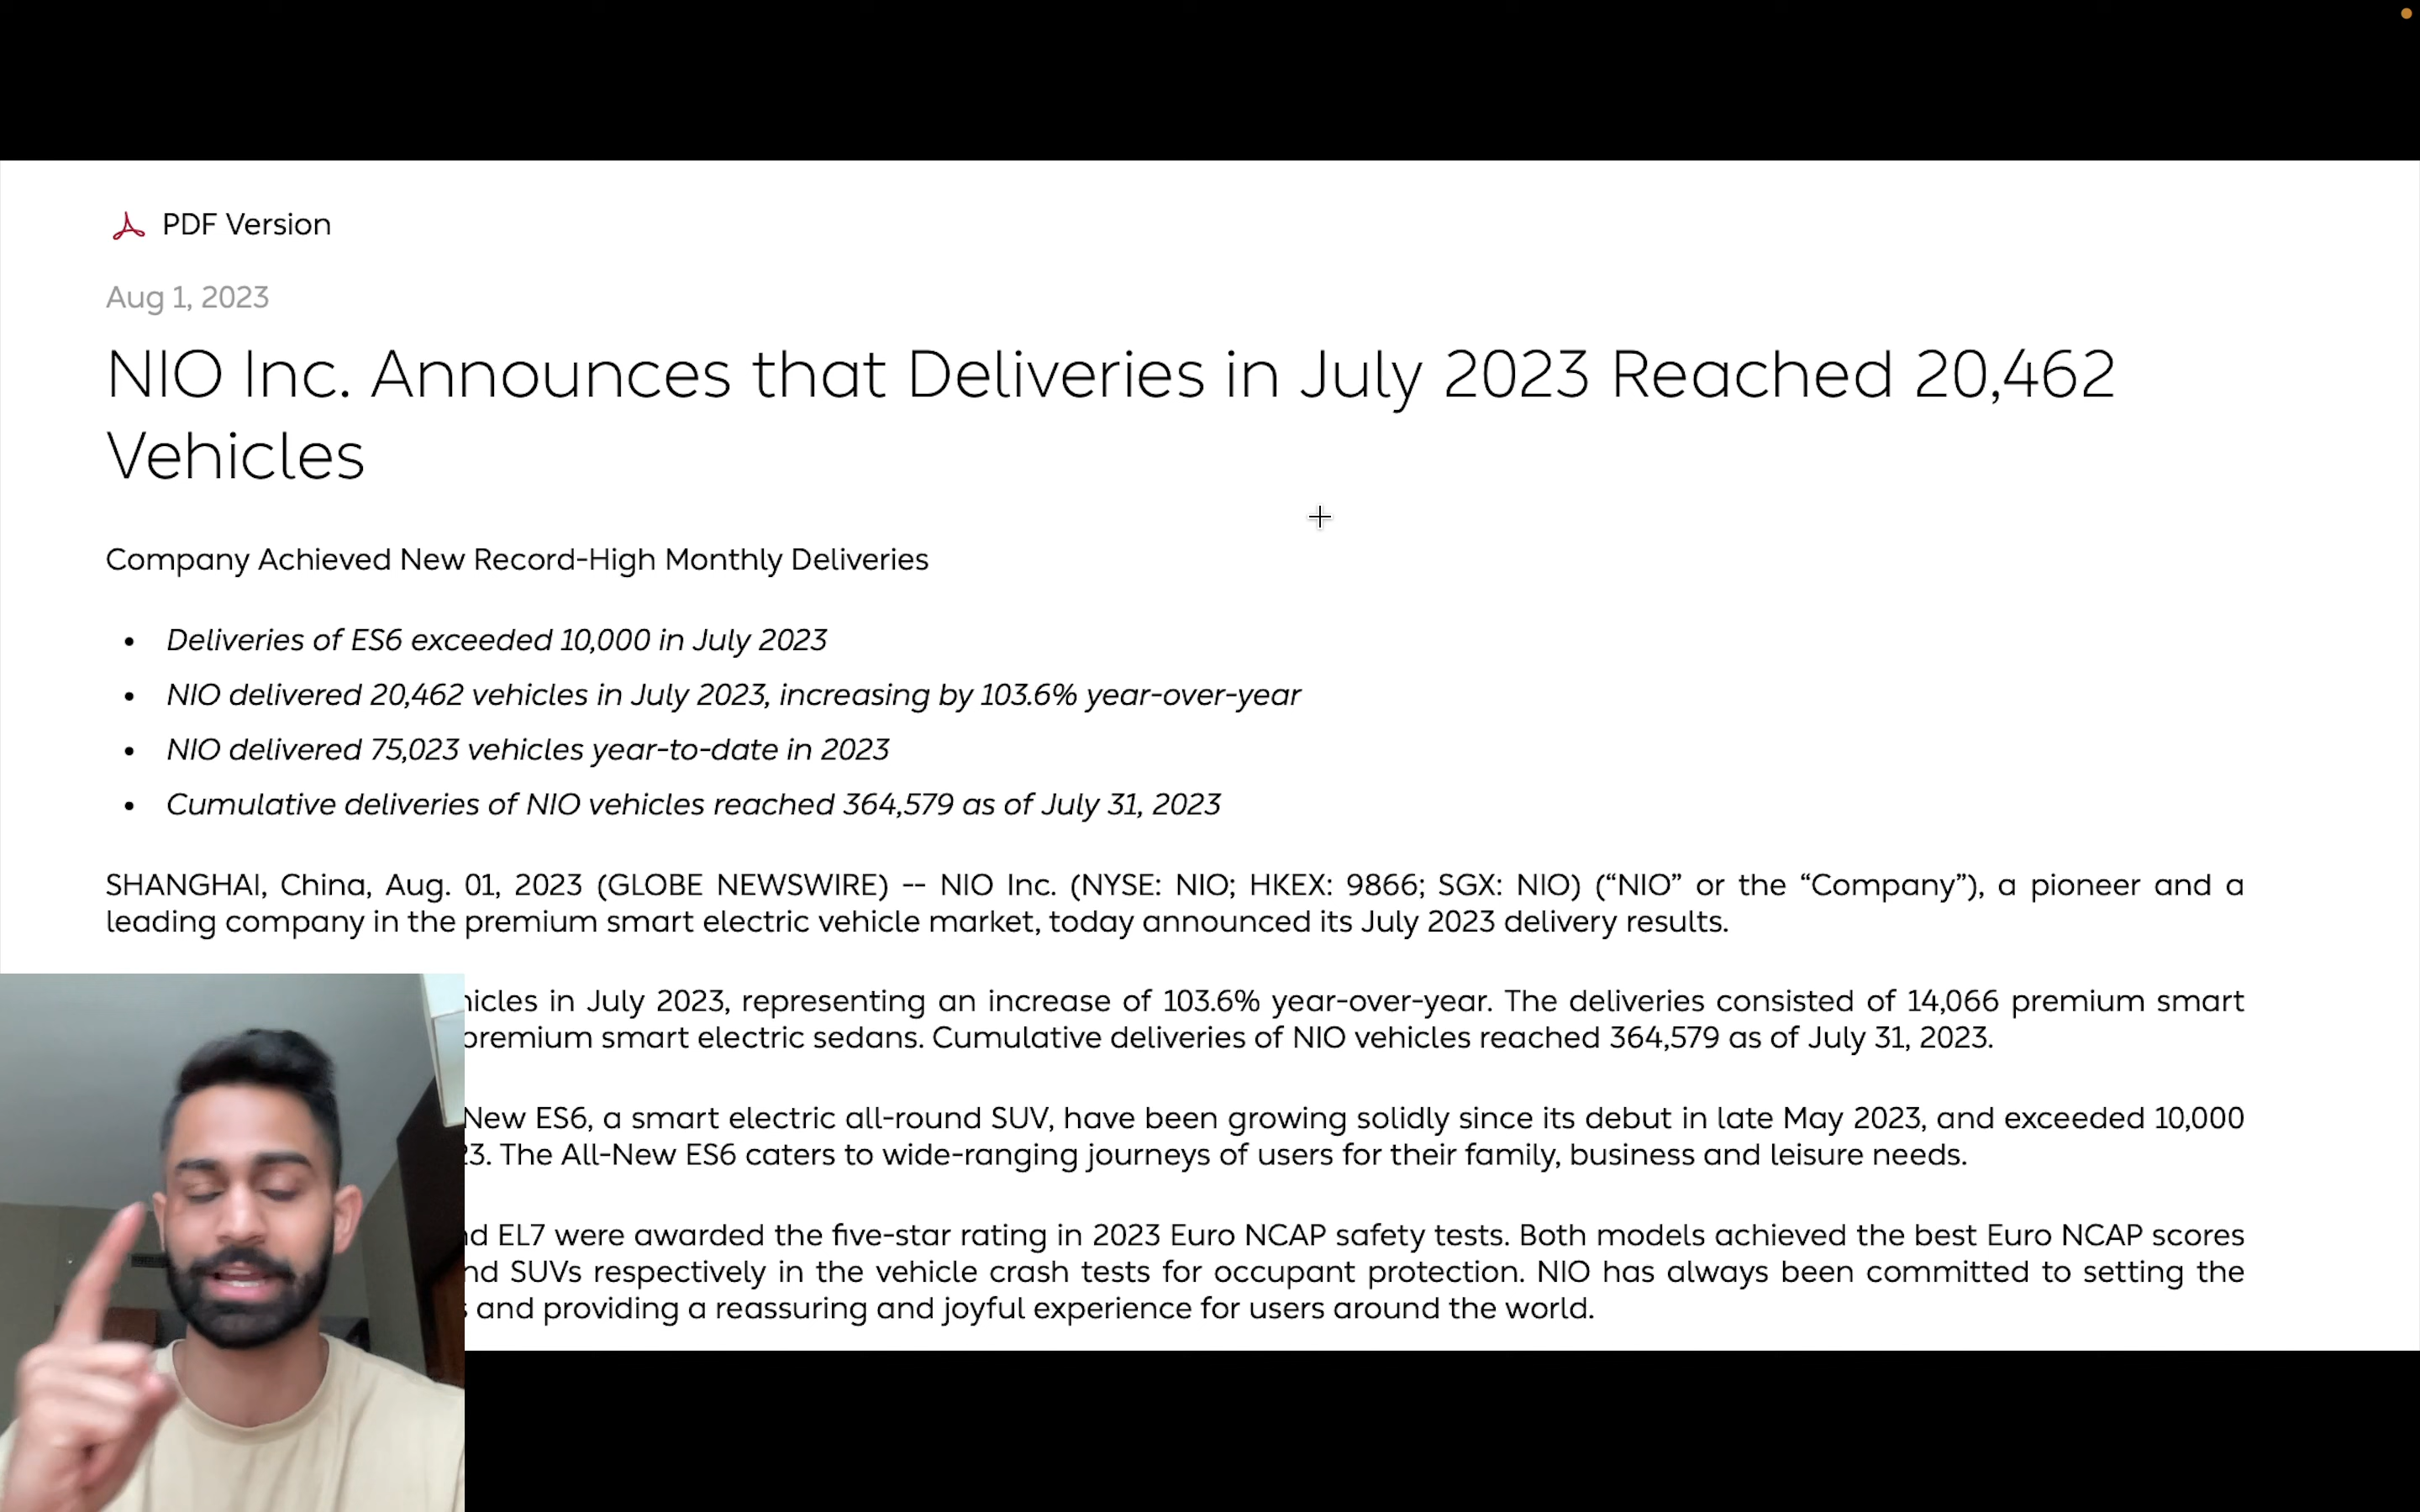 PDF Version
Aug 1, 2023
NIO Inc. Announces that Deliveries in July 2023 Reached 20,462
Vehicles
Company Achieved New Record-High Monthly Deliveries
• Deliveries of ES6 exceeded 10,000 in July 2023
• NIO delivered 20,462 vehicles in July 2023, increasing by 103.6% year-over-year
• NIO delivered 75,023 vehicles year-to-date in 2023
• Cumulative deliveries of NIO vehicles reached 364,579 as of July 31, 2023
SHANGHAI, China, Aug. 01, 2023 (GLOBE NEWSWIRE) -- NIO Inc. (NYSE: NIO; HKEX: 9866; SGX: NIO) (“NIO” or the “Company”), a pioneer and a
leading company in the premium smart electric vehicle market, today announced its July 2023 delivery results.
in July 2023, representing an increase of 103.6% year-over-year. The deliveries consisted of 14,066 premium smart
premium smart electric sedans. Cumulative deliveries of NIO vehicles reached 364,579 as of July 31, 2023.
New ES6, a smart electric all-round SUV, have been growing solidly since its debut in late May 2023, and exceeded 10,000
The All-New ES6 caters to wide-ranging journeys of users for their family, business and leisure needs.
EL7 were awarded the five-star rating in 2023 Euro NCAP safety tests. Both models achieved the best Euro NCAP scores
SUVs respectively in the vehicle crash tests for occupant protection. NIO has always been committed to setting the
and providing a reassuring and joyful experience for users around the world.